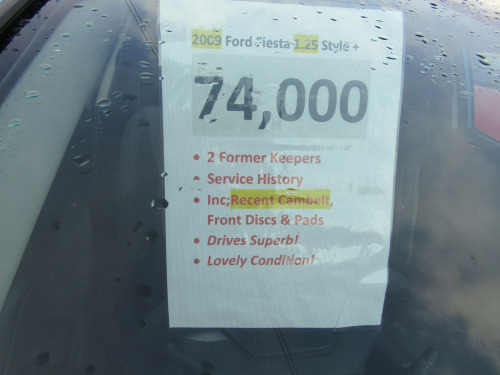 2009 Ford Fiesta 1.25 Style +
74,000
• 2 Former Keepers
• Service History
• Inc;Recent Cambelt,
Front Discs & Pads
• Drives Superb!
• Lovely Condition!